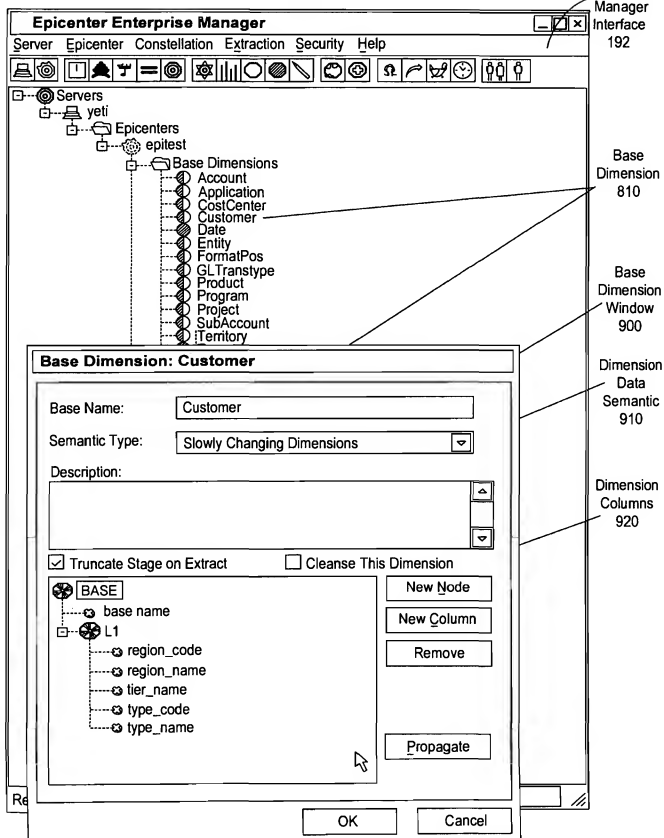 Manager
Interface
192
Epicenter Enterprise Manager
Server Epicenter Constellation Extraction Security Help
Servers
yeti
Epicenters
epitest
Base Dimensions
Account
Application
CostCenter
Customer
Date
Entity
FormatPos
GLTranstype
Product
Program
Project
SubAccount
Territory
Base
Dimension
810
Base
Dimension
Window
900
Dimension
Data
Semantic
910
Dimension
Columns
920
Base Dimension: Customer
Base Name: Customer
Semantic Type: Slowly Changing Dimensions
Description:
Truncate Stage on Extract Cleanse This Dimension
BASE
base name
L1
region_code
region_name
tier_name
type_code
type_name
New Node
New Column
Remove
Propagate
Re
OK Cancel